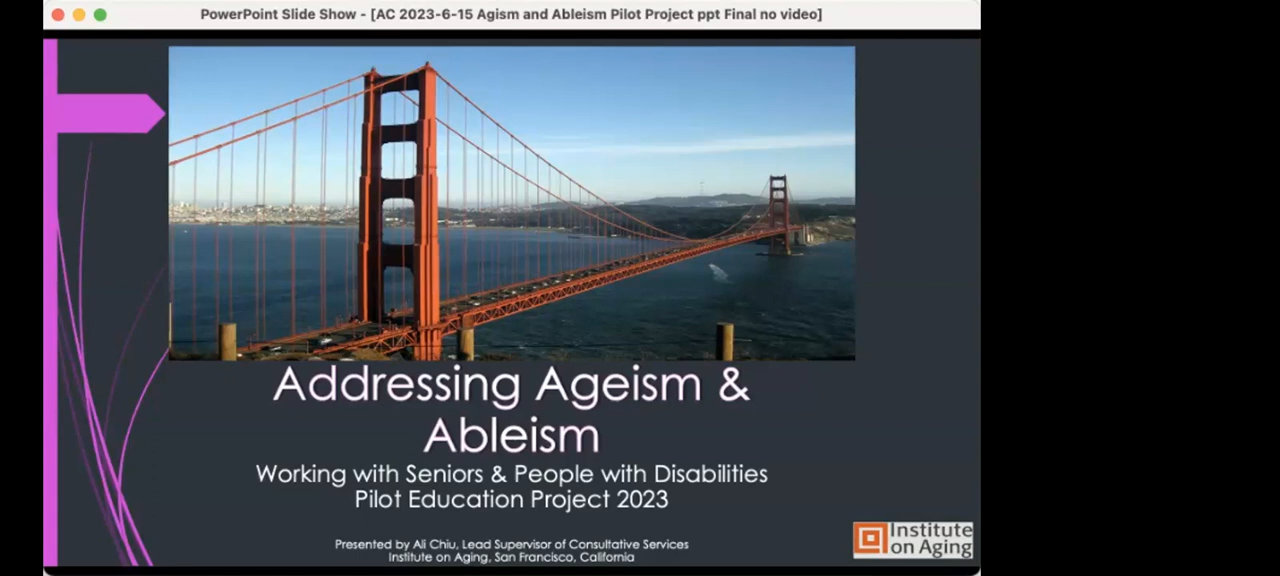 PowerPoint Slide Show - [AC 2023-6-15 Agism and Ableism Pilot Project ppt Final no video]
Addressing Ageism &
Ableism
Working with Seniors & People with Disabilities
Pilot Education Project 2023
Presented by Ali Chiu, Lead Supervisor of Consultative Services
Institute on Aging, San Francisco, California
Institute
on Aging